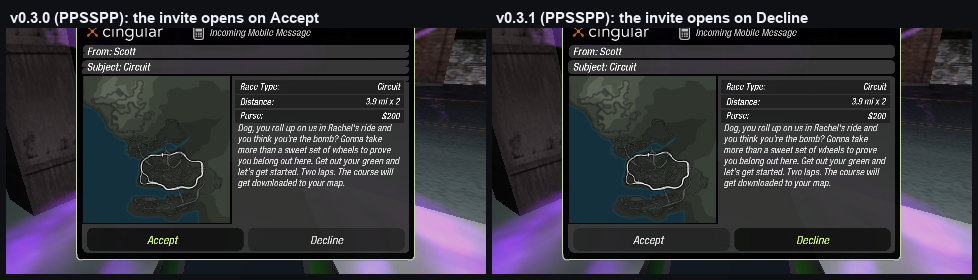 v0.3.0 (PPSSPP): the invite opens on Accept
cingular Incoming Mobile Message
From: Scott
Subject: Circuit
Race Type: Circuit
Distance: 3.9 mi x 2
Purse: $200
Dog, you roll up on us in Rachel's ride and
you think you're the bomb? Gonna take
more than a sweet set of wheels to prove
you belong out here. Get out your green and
let's get started. Two laps. The course will
get downloaded to your map.
Accept Decline
v0.3.1 (PPSSPP): the invite opens on Decline
cingular Incoming Mobile Message
From: Scott
Subject: Circuit
Race Type: Circuit
Distance: 3.9 mi x 2
Purse: $200
Dog, you roll up on us in Rachel's ride and
you think you're the bomb? Gonna take
more than a sweet set of wheels to prove
you belong out here. Get out your green and
let's get started. Two laps. The course will
get downloaded to your map.
Accept Decline